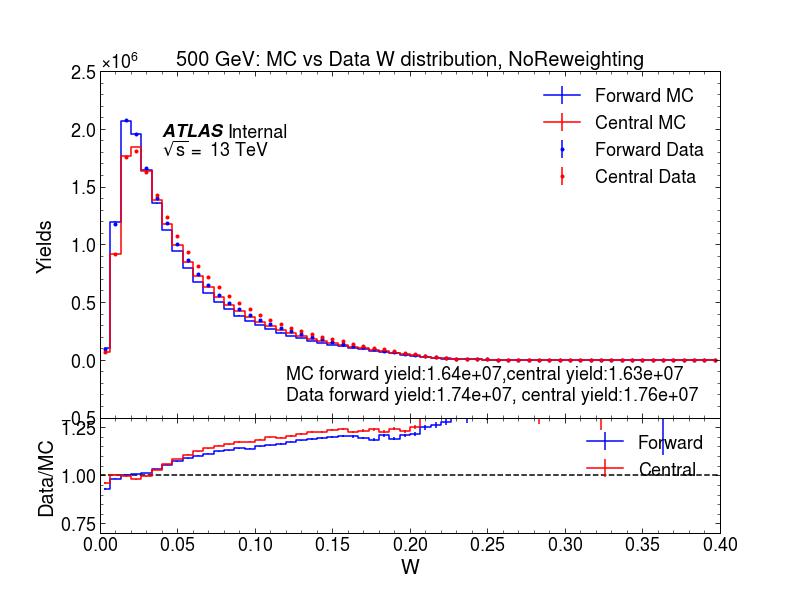 ×10⁶
500 GeV: MC vs Data W distribution, NoReweighting
2.5
2.0
1.5
1.0
0.5
0.0
0.5
Yields
ATLAS Internal
√s = 13 TeV
Forward MC
Central MC
Forward Data
Central Data
MC forward yield:1.64e+07,central yield:1.63e+07
Data forward yield:1.74e+07, central yield:1.76e+07
1.25
1.00
0.75
Data/MC
Forward
Central
0.00 0.05 0.10 0.15 0.20 0.25 0.30 0.35 0.40
W